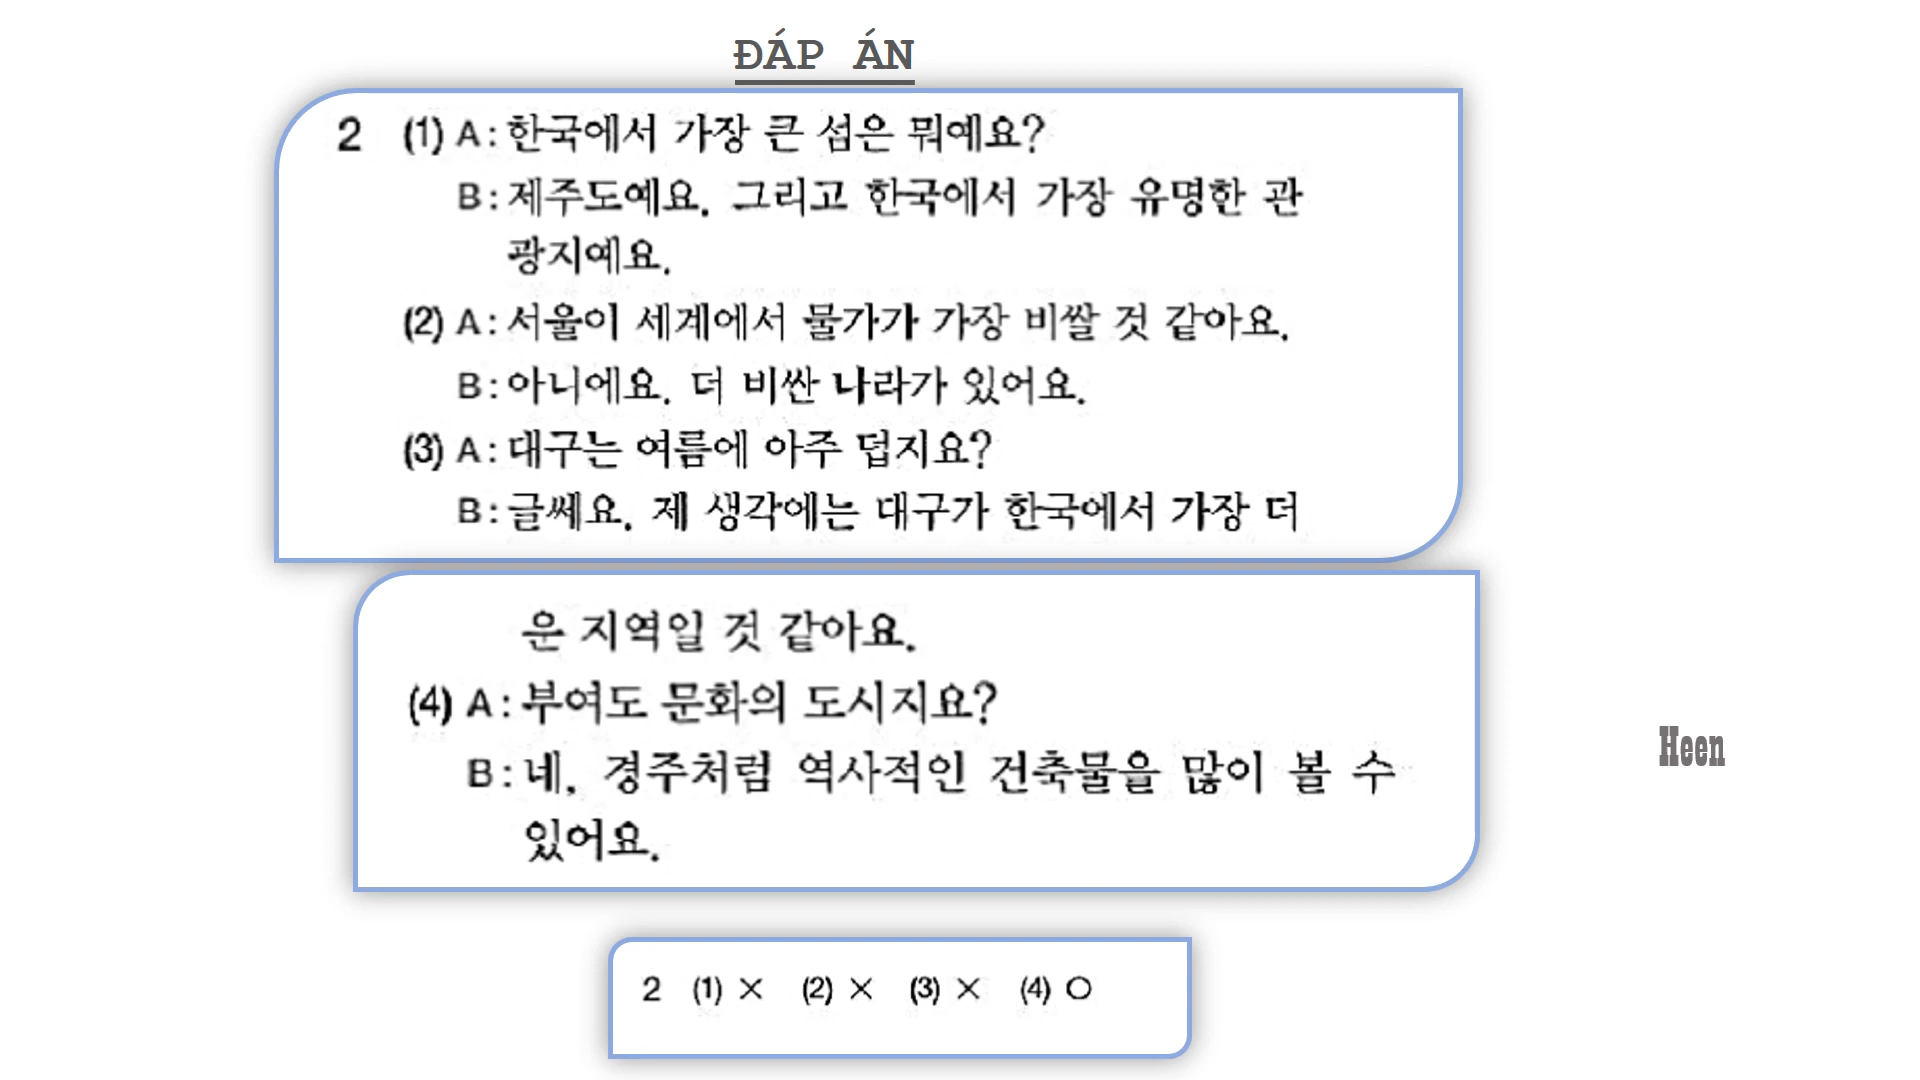 ĐÁP ÁN
2 (1) A : 한국에서 가장 큰 섬은 뭐예요?
B : 제주도예요. 그리고 한국에서 가장 유명한 관
광지예요.
(2) A : 서울이 세계에서 물가가 가장 비쌀 것 같아요.
B : 아니에요. 더 비싼 나라가 있어요.
(3) A : 대구는 여름에 아주 덥지요?
B : 글쎄요. 제 생각에는 대구가 한국에서 가장 더
운 지역일 것 같아요.
(4) A : 부여도 문화의 도시지요?
B : 네, 경주처럼 역사적인 건축물을 많이 볼 수
있어요.
Heen
2 (1) × (2) × (3) × (4) ○